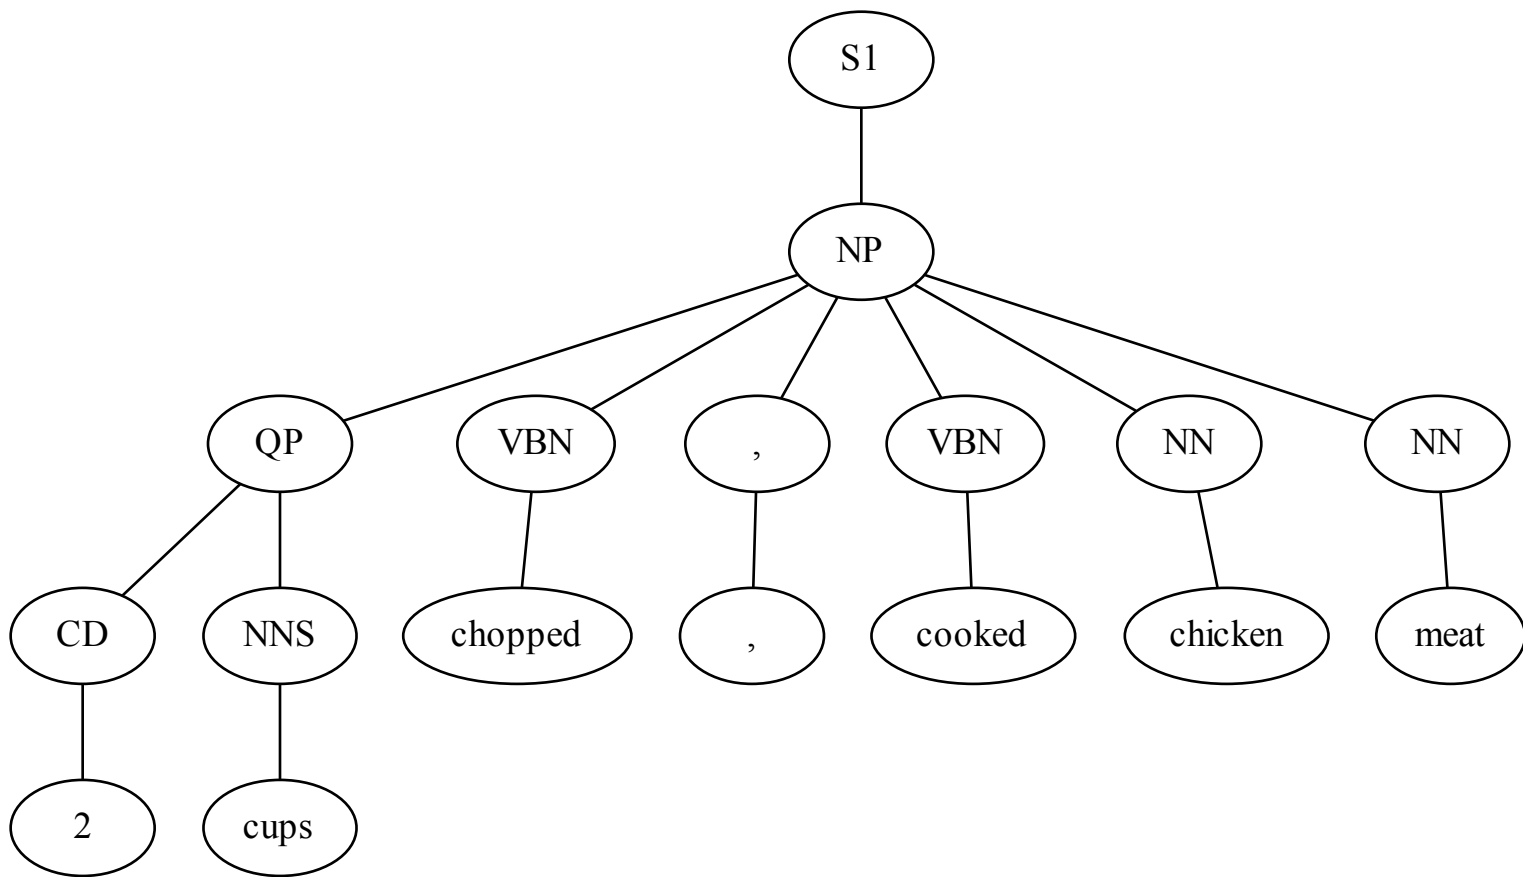 S1
NP
QP VBN , VBN NN NN
CD NNS chopped , cooked chicken meat
2 cups